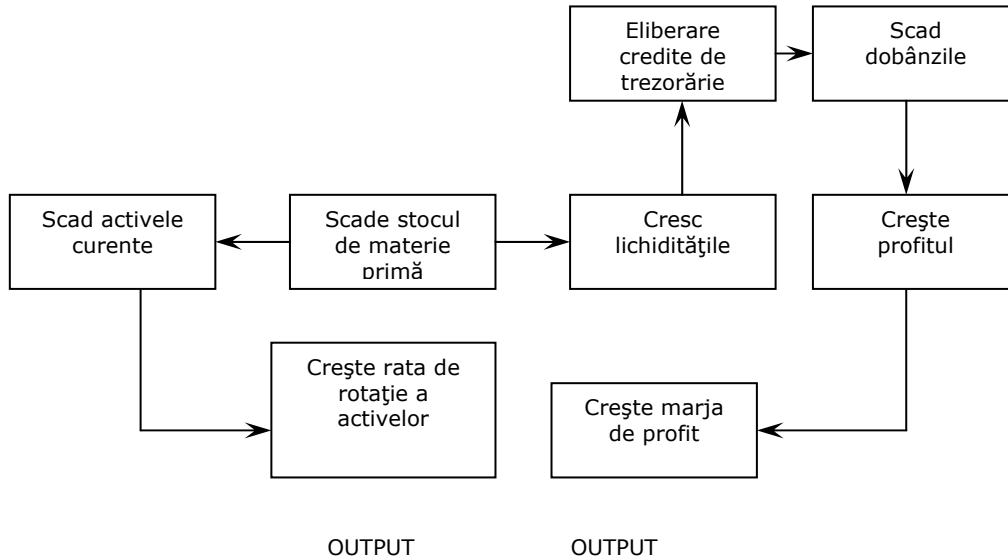 Eliberare
credite de
trezorărie
Scad
dobânzile
Scad activele
curente
Scade stocul
de materie
primă
Cresc
lichidităţile
Creşte
profitul
Creşte rata de
rotaţie a
activelor
Creşte marja
de profit
OUTPUT
OUTPUT